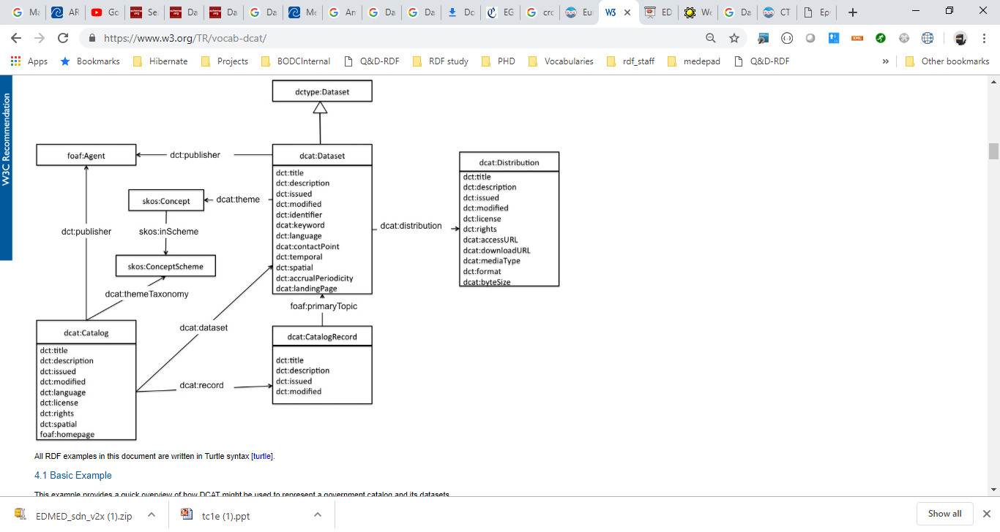 Ma
AR
Go
Se
Da
Da
Da
Me
An
Da
Da
Do
EG
cro
Eu
W3
ED
We
Da
CT
Ep
https://www.w3.org/TR/vocab-dcat/
Apps
Bookmarks
Hibernate
Projects
BODCInternal
Q&D-RDF
RDF study
PHD
Vocabularies
rdf_staff
medepad
Q&D-RDF
»
Other bookmarks
W3C Recommendation
dctype:Dataset
foaf:Agent
dct:publisher
dcat:Dataset
dct:title
dct:description
dct:issued
dct:modified
dct:identifier
dcat:keyword
dct:language
dcat:contactPoint
dct:temporal
dct:spatial
dct:accrualPeriodicity
dcat:landingPage
dcat:Distribution
dct:title
dct:description
dct:issued
dct:modified
dct:license
dct:rights
dcat:accessURL
dcat:downloadURL
dcat:mediaType
dct:format
dcat:byteSize
skos:Concept
dcat:theme
dcat:distribution
dct:publisher
skos:inScheme
skos:ConceptScheme
dcat:themeTaxonomy
foaf:primaryTopic
dcat:dataset
dcat:Catalog
dct:title
dct:description
dct:issued
dct:modified
dct:language
dct:license
dct:rights
dct:spatial
foaf:homepage
dcat:record
dcat:CatalogRecord
dct:title
dct:description
dct:issued
dct:modified
All RDF examples in this document are written in Turtle syntax [turtle].
4.1 Basic Example
This example provides a quick overview of how DCAT might be used to represent a government catalog and its datasets
EDMED_sdn_v2x (1).zip
tc1e (1).ppt
Show all